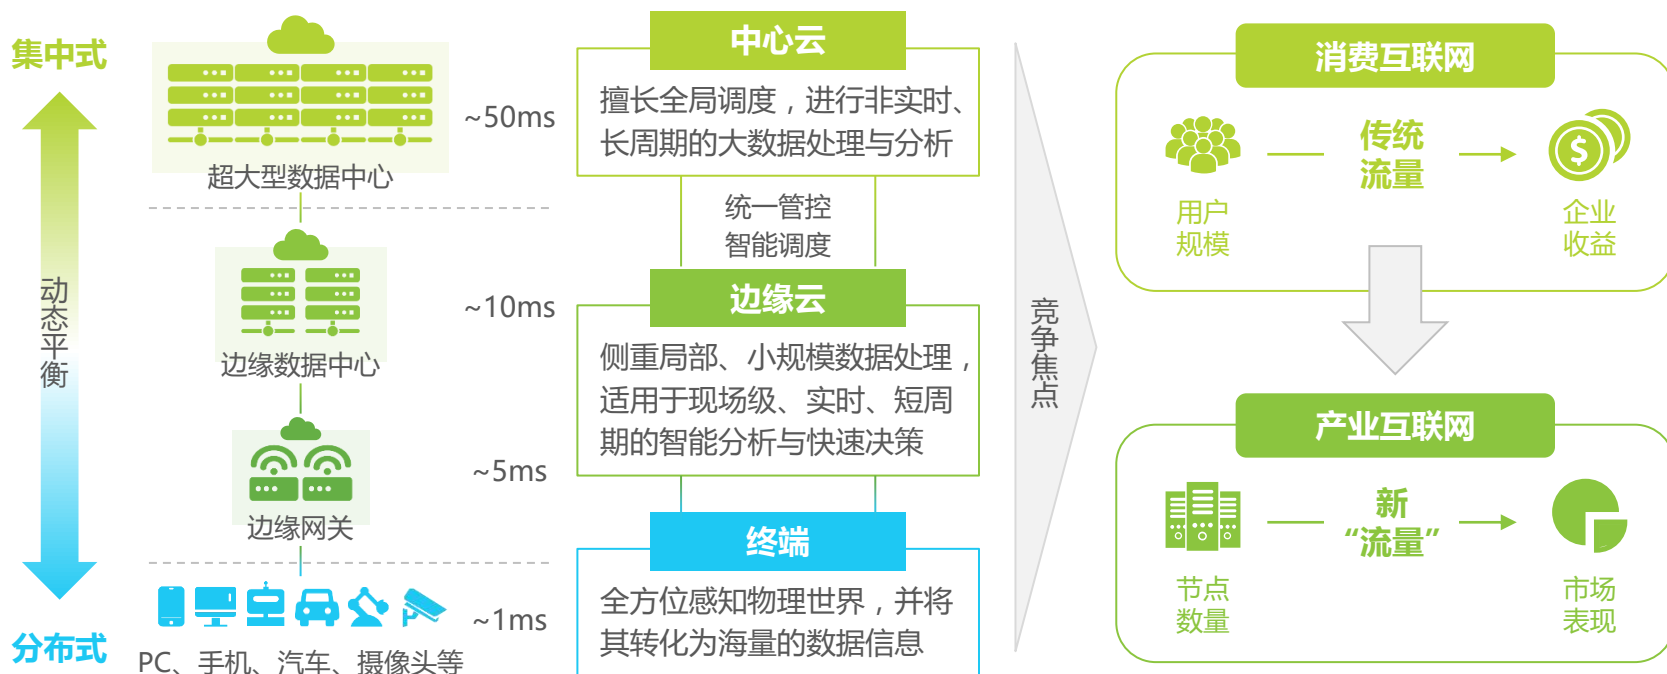 集中式
动态平衡
分布式
超大型数据中心
边缘数据中心
边缘网关
PC、手机、汽车、摄像头等
~50ms
~10ms
~5ms
~1ms
中心云
擅长全局调度，进行非实时、
长周期的大数据处理与分析
统一管控
智能调度
边缘云
侧重局部、小规模数据处理，
适用于现场级、实时、短周
期的智能分析与快速决策
终端
全方位感知物理世界，并将
其转化为海量的数据信息
竞争焦点
消费互联网
用户
规模
传统
流量
$
企业
收益
产业互联网
节点
数量
新
“流量”
市场
表现